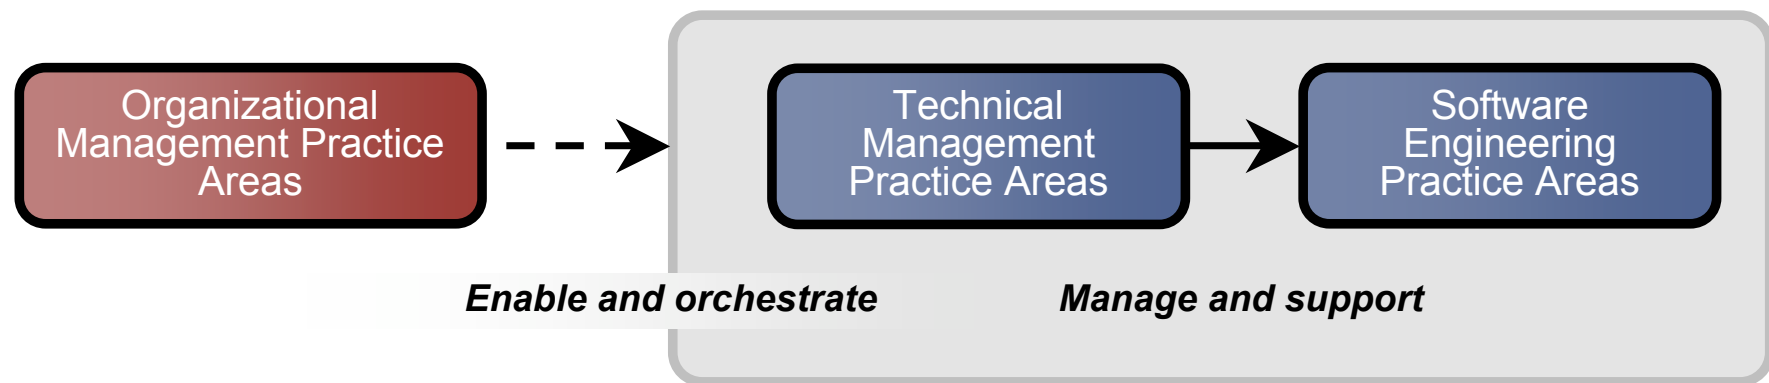 Organizational
Management Practice
Areas
Technical
Management
Practice Areas
Software
Engineering
Practice Areas
Enable and orchestrate
Manage and support